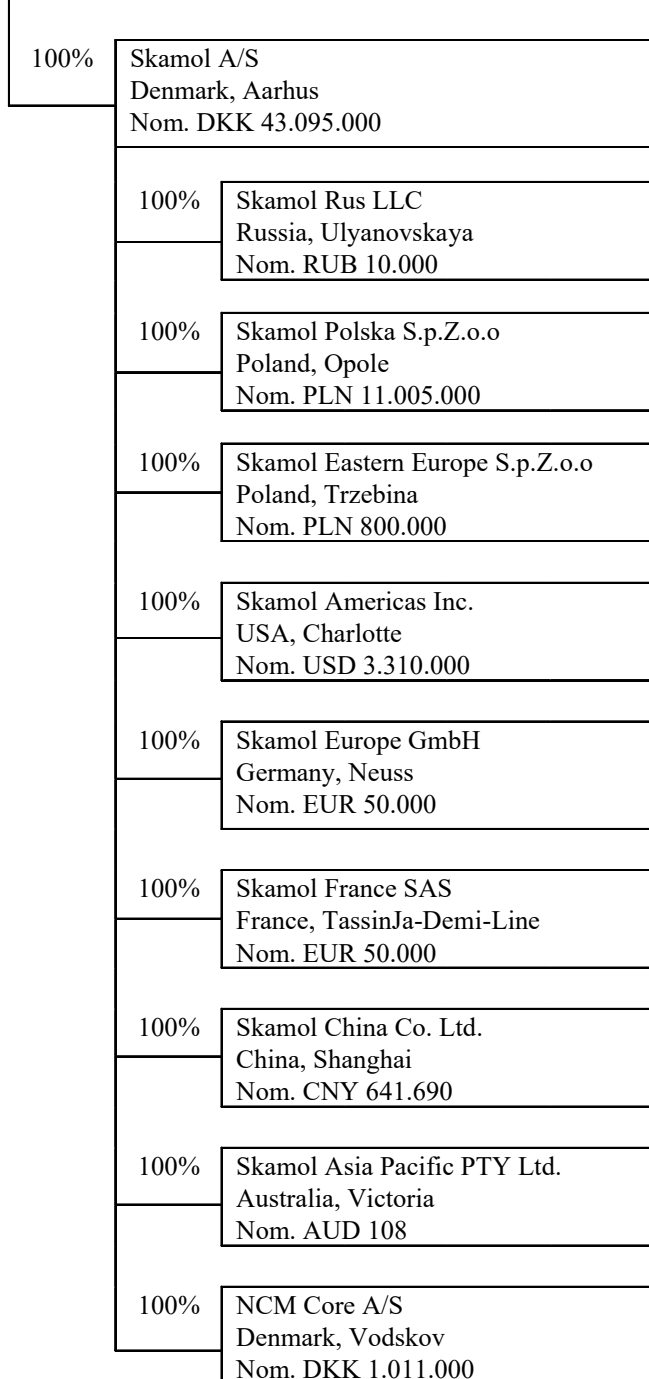 100% Skamol A/S
Denmark, Aarhus
Nom. DKK 43.095.000
100% Skamol Rus LLC
Russia, Ulyanovskaya
Nom. RUB 10.000
100% Skamol Polska S.p.Z.o.o
Poland, Opole
Nom. PLN 11.005.000
100% Skamol Eastern Europe S.p.Z.o.o
Poland, Trzebina
Nom. PLN 800.000
100% Skamol Americas Inc.
USA, Charlotte
Nom. USD 3.310.000
100% Skamol Europe GmbH
Germany, Neuss
Nom. EUR 50.000
100% Skamol France SAS
France, TassinJa-Demi-Line
Nom. EUR 50.000
100% Skamol China Co. Ltd.
China, Shanghai
Nom. CNY 641.690
100% Skamol Asia Pacific PTY Ltd.
Australia, Victoria
Nom. AUD 108
100% NCM Core A/S
Denmark, Vodskov
Nom. DKK 1.011.000